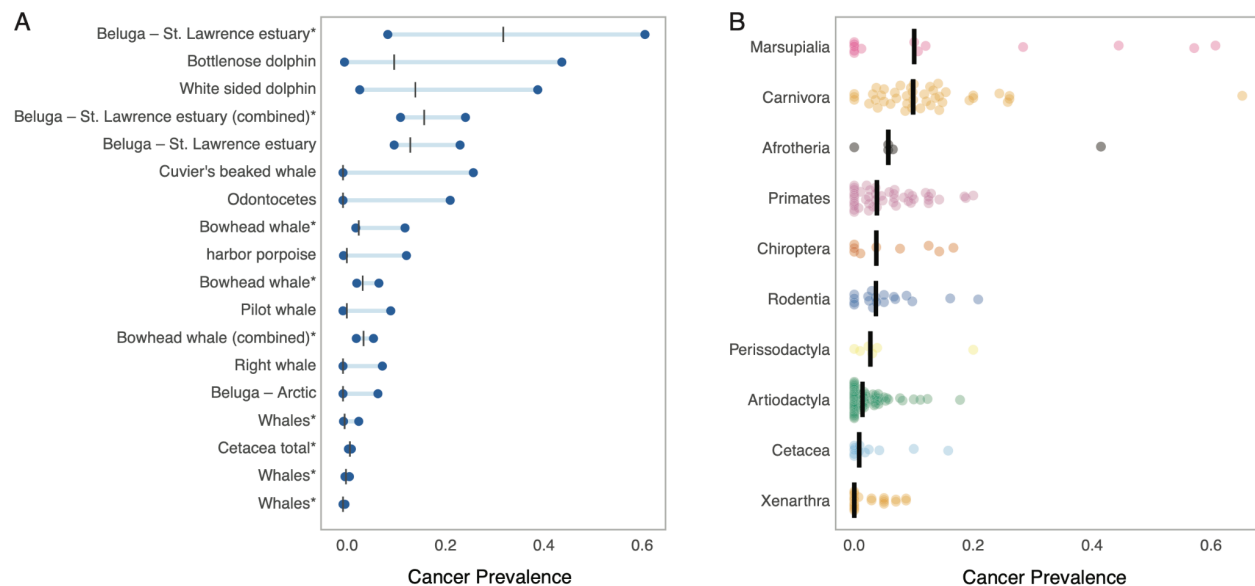 A
Beluga – St. Lawrence estuary*
Bottlenose dolphin
White sided dolphin
Beluga – St. Lawrence estuary (combined)*
Beluga – St. Lawrence estuary
Cuvier's beaked whale
Odontocetes
Bowhead whale*
harbor porpoise
Bowhead whale*
Pilot whale
Bowhead whale (combined)*
Right whale
Beluga – Arctic
Whales*
Cetacea total*
Whales*
Whales*
0.0 0.2 0.4 0.6
Cancer Prevalence
B
Marsupialia
Carnivora
Afrotheria
Primates
Chiroptera
Rodentia
Perissodactyla
Artiodactyla
Cetacea
Xenarthra
0.0 0.2 0.4 0.6
Cancer Prevalence